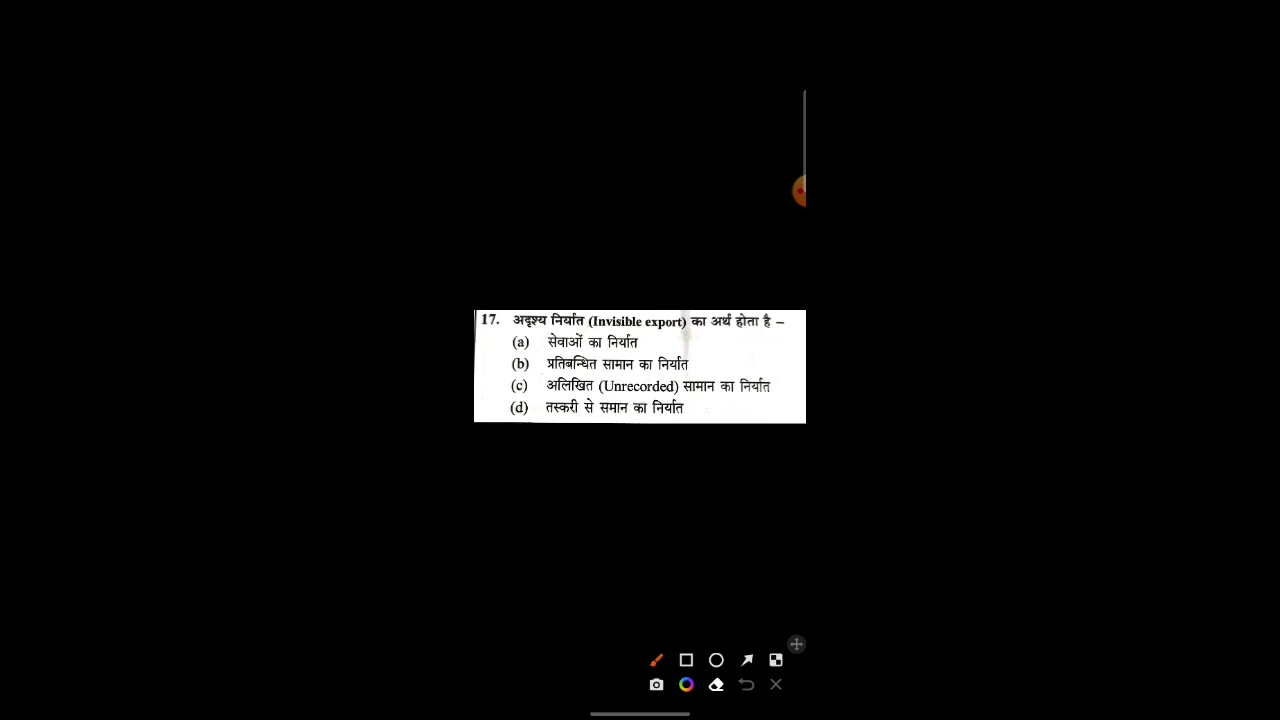 17. अदृश्य निर्यात (Invisible export) का अर्थ होता है –
(a) सेवाओं का निर्यात
(b) प्रतिबन्धित सामान का निर्यात
(c) अलिखित (Unrecorded) सामान का निर्यात
(d) तस्करी से समान का निर्यात